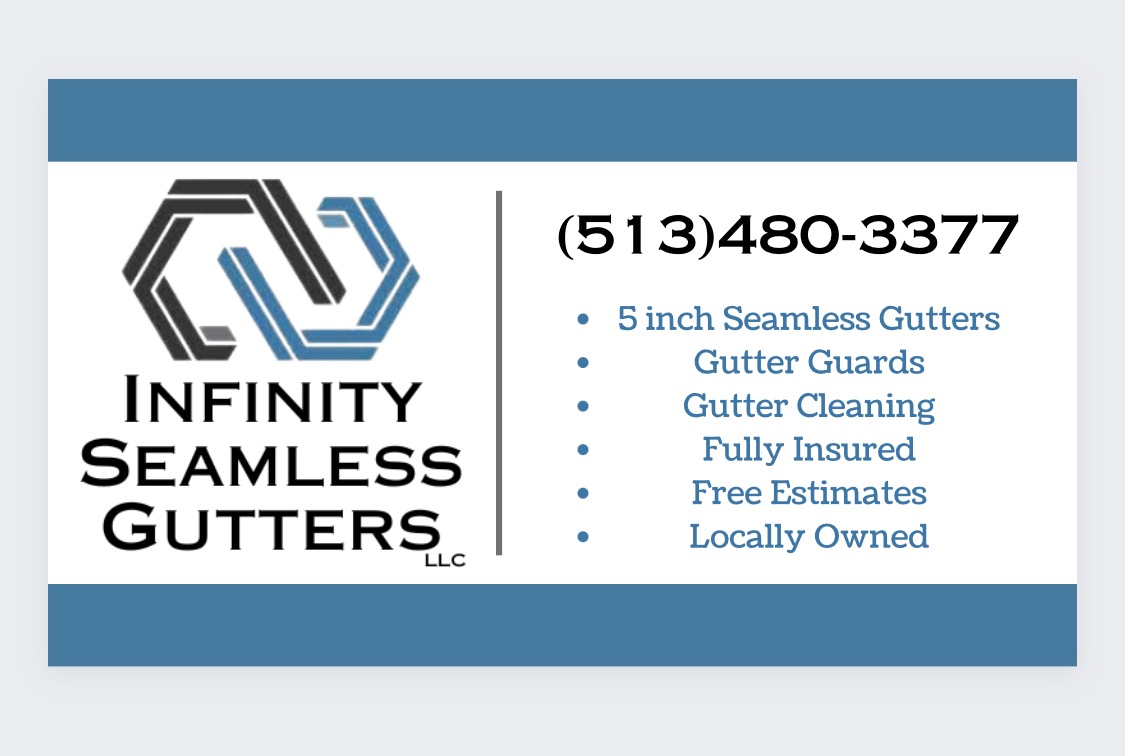 INFINITY
SEAMLESS
GUTTERS
LLC
(513)480-3377
• 5 inch Seamless Gutters
• Gutter Guards
• Gutter Cleaning
• Fully Insured
• Free Estimates
• Locally Owned